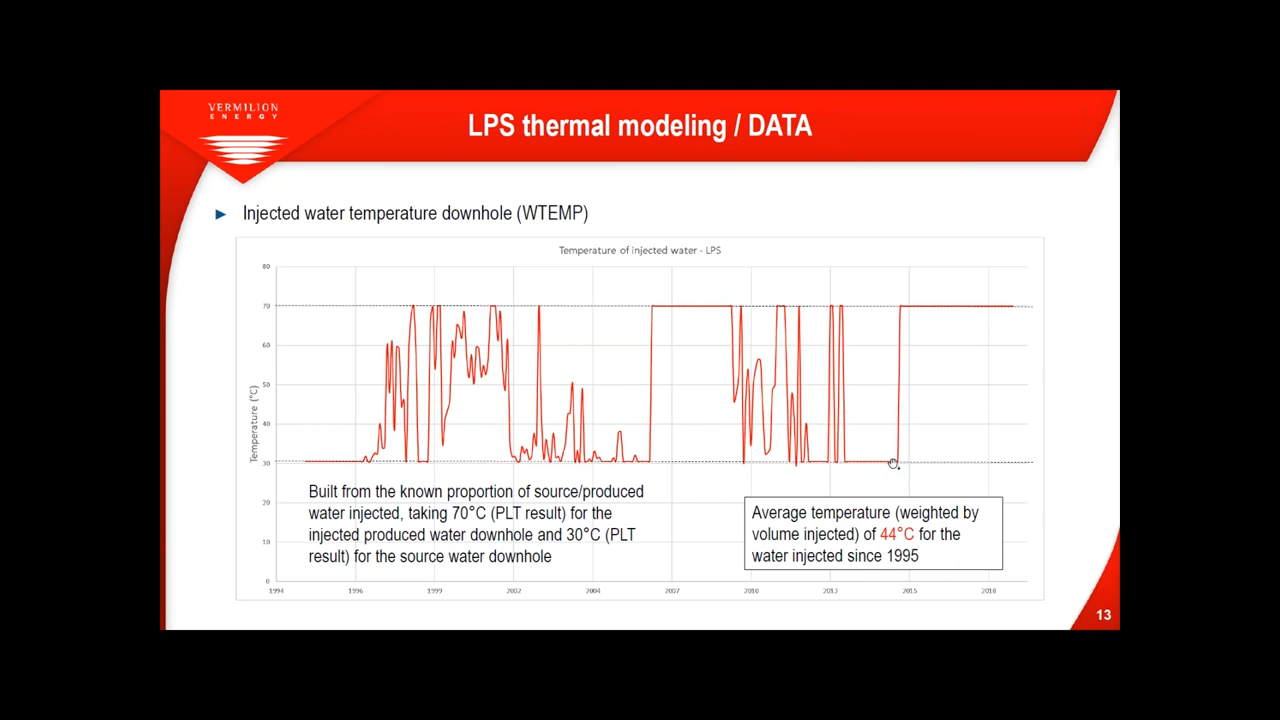 VERMILION
ENERGY
LPS thermal modeling / DATA
Injected water temperature downhole (WTEMP)
Temperature of injected water - LPS
80
70
60
50
40
30
20
10
0
Temperature (°C)
1994
1996
1999
2002
2004
2007
2010
2013
2015
2018
Built from the known proportion of source/produced
water injected, taking 70°C (PLT result) for the
injected produced water downhole and 30°C (PLT
result) for the source water downhole
Average temperature (weighted by
volume injected) of 44°C for the
water injected since 1995
13